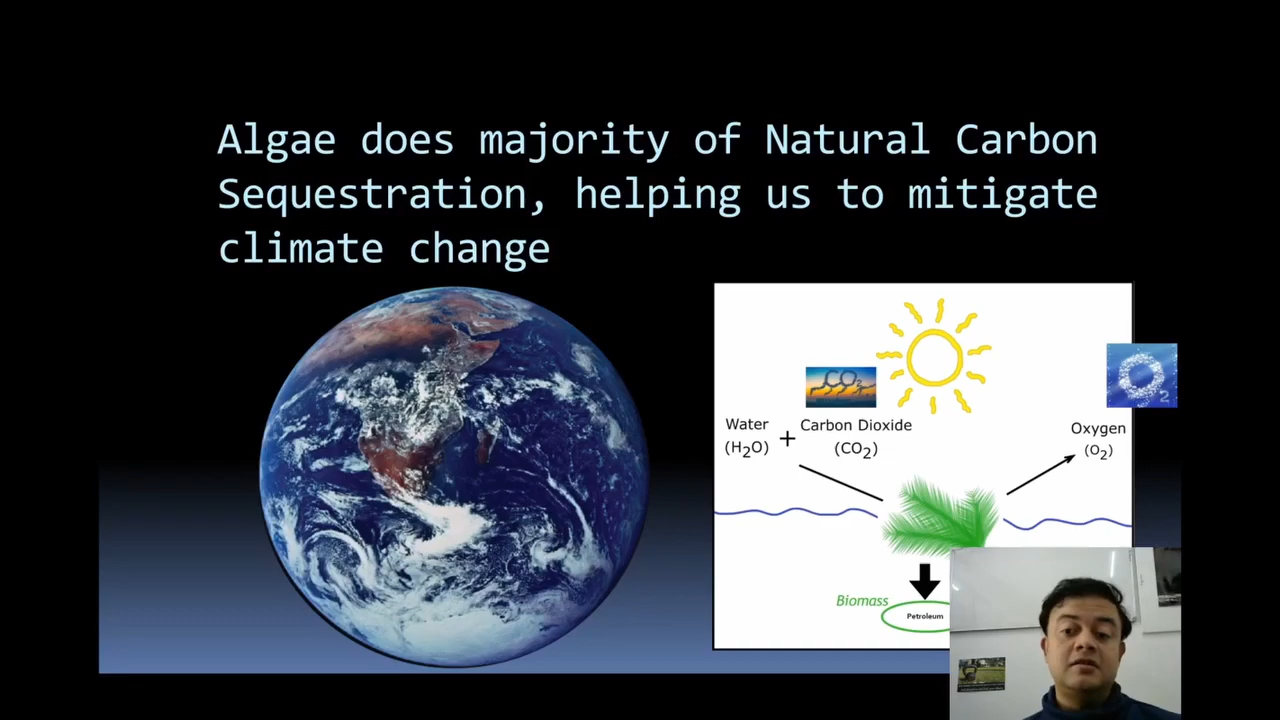 Algae does majority of Natural Carbon
Sequestration, helping us to mitigate
climate change
CO2
O2
Water
(H2O)
+
Carbon Dioxide
(CO2)
Oxygen
(O2)
Biomass
Petroleum